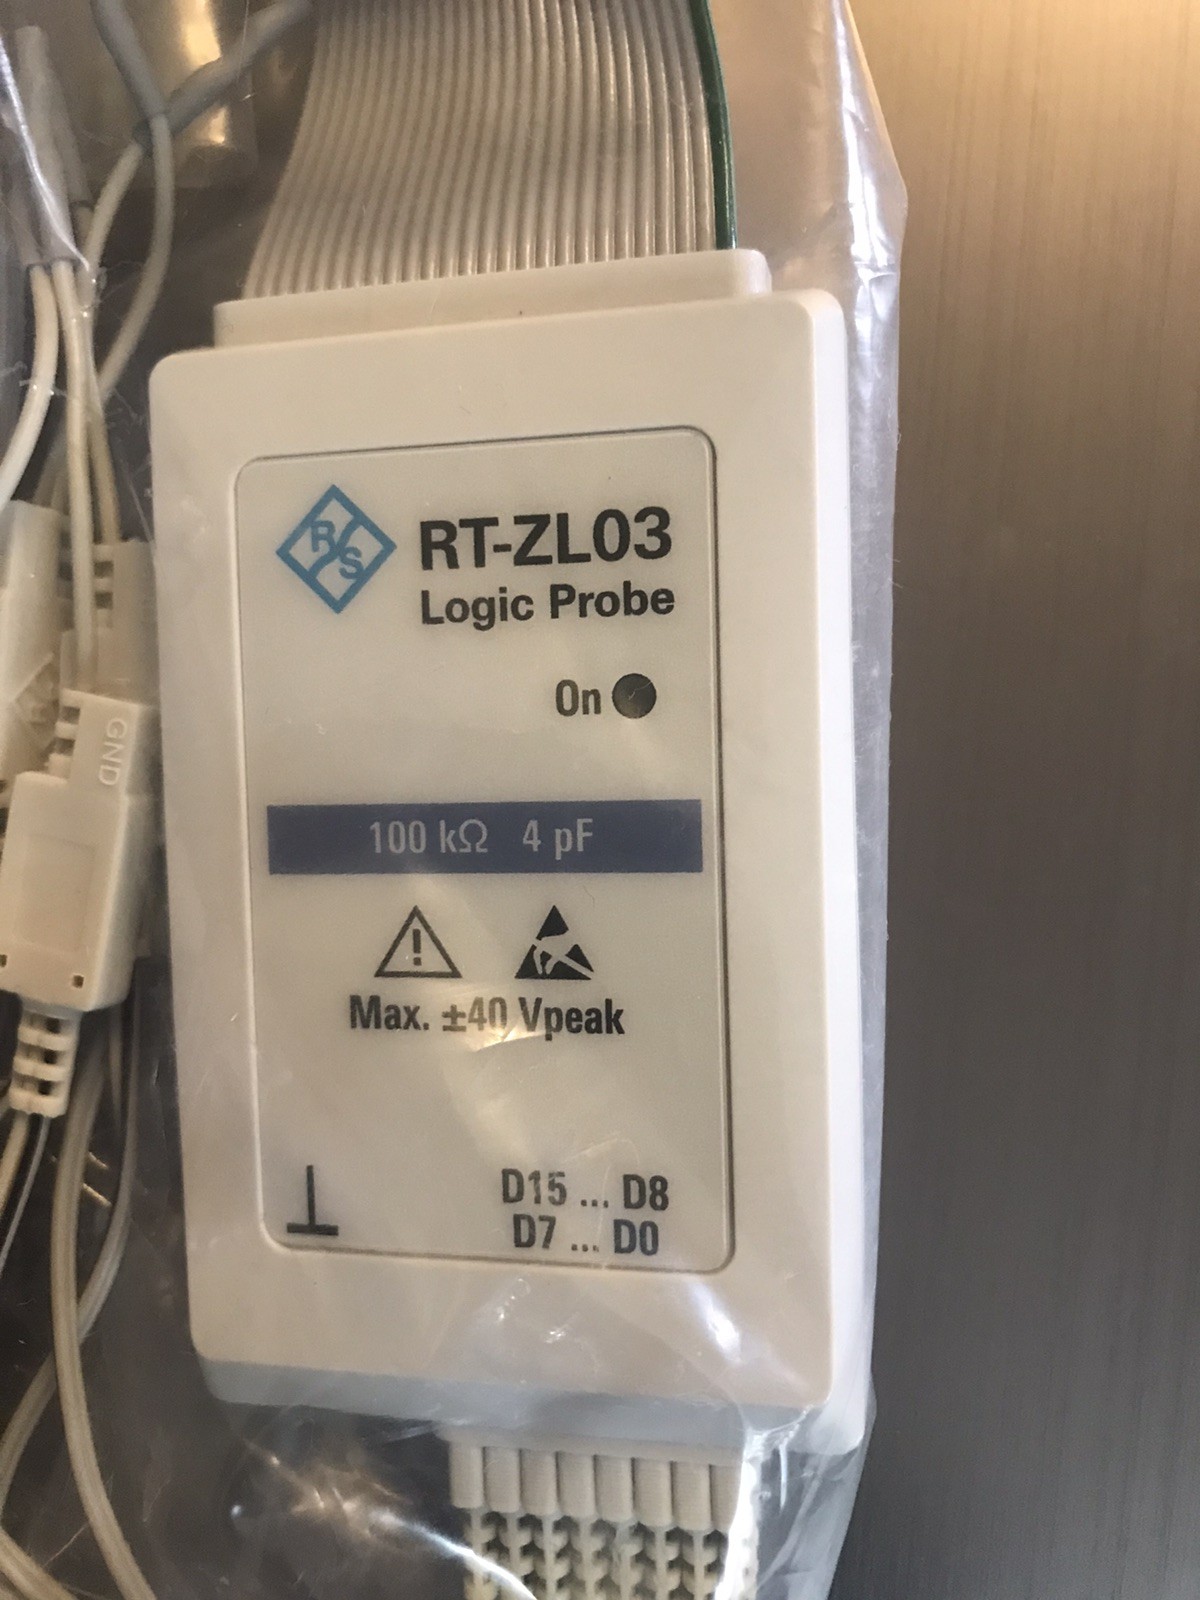 R/S
RT-ZL03
Logic Probe
On
GND
100 kΩ 4 pF
Max. ±40 Vpeak
D15 ... D8
D7 ... D0